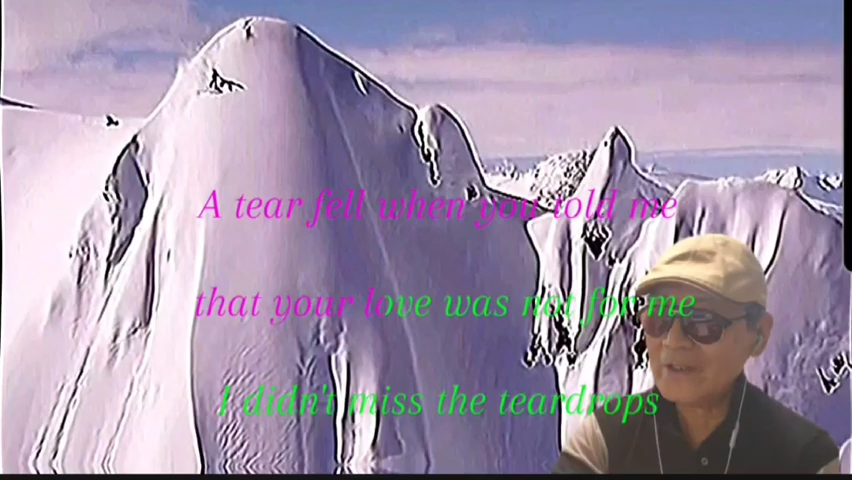 A tear fell when you told me
that your love was not for me
I didn't miss the teardrops